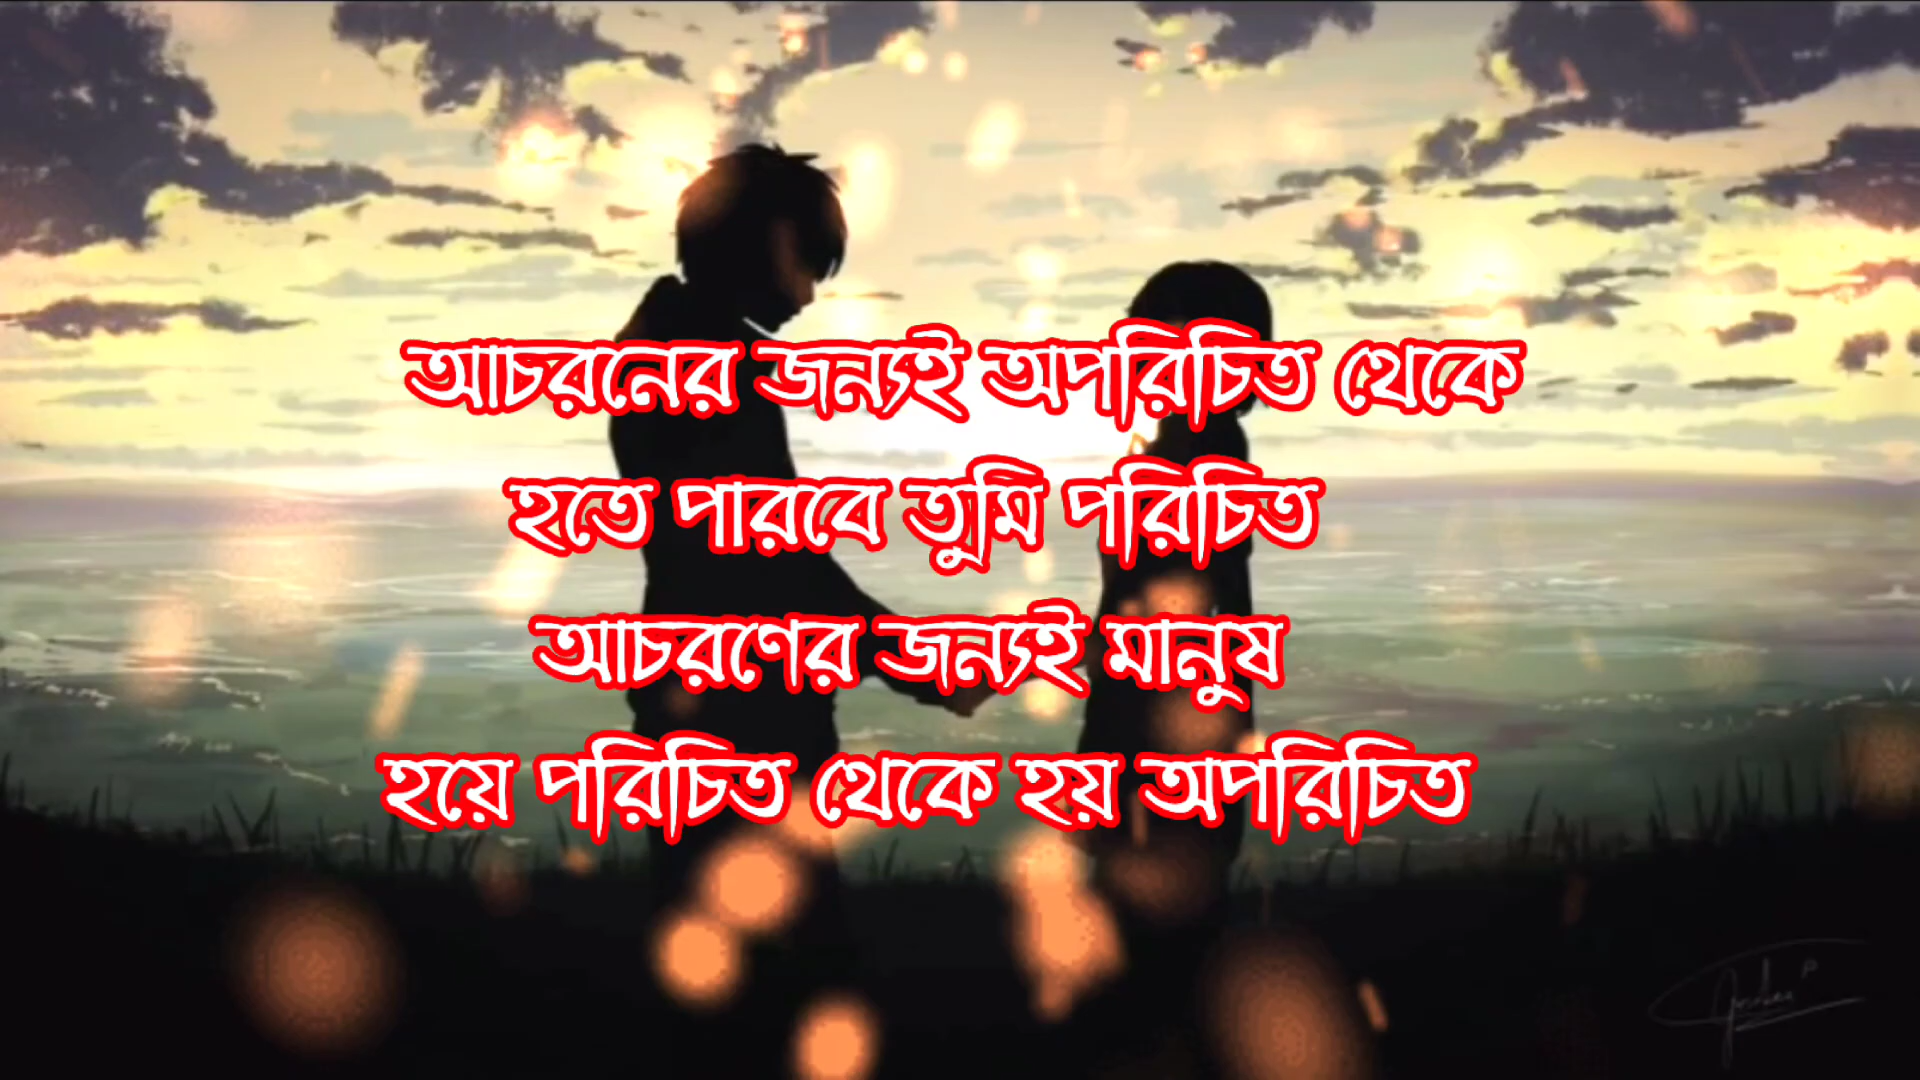 আচরনের জন্যই অপরিচিত থেকে
হতে পারবে তুমি পরিচিত
আচরণের জন্যই মানুষ
হয়ে পরিচিত থেকে হয় অপরিচিত